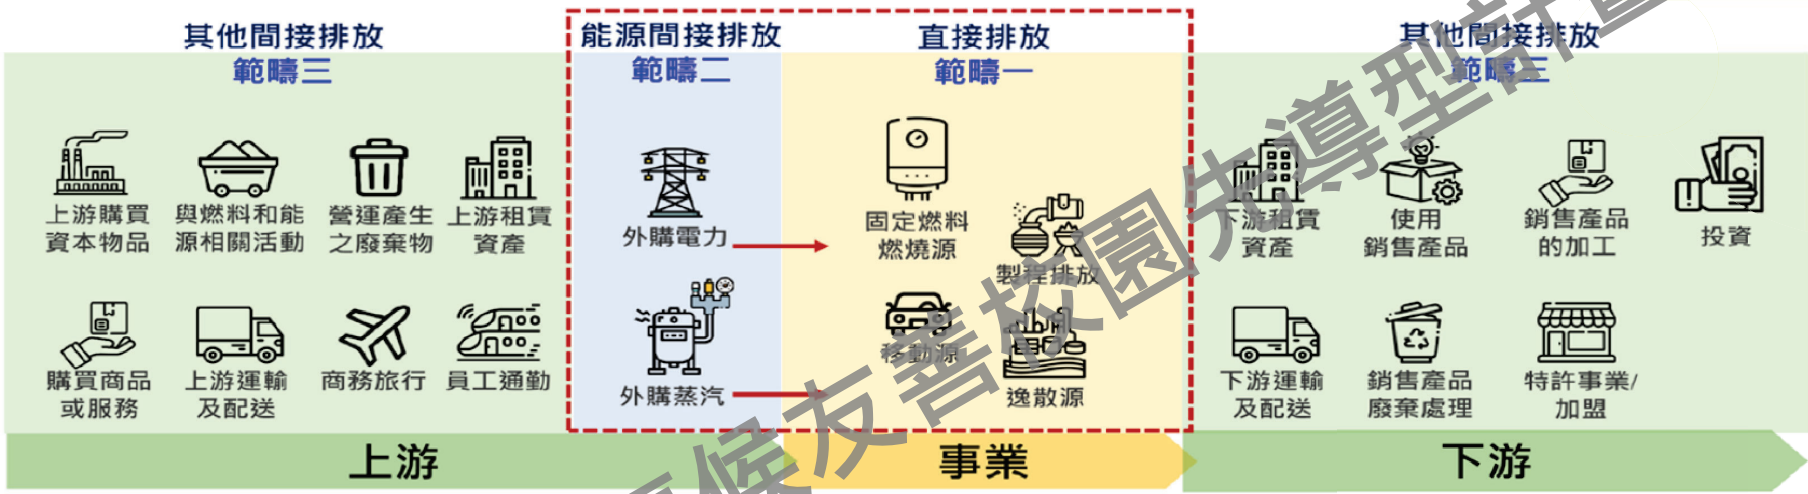 其他間接排放
範疇三
上游購買
資本物品
與燃料和能
源相關活動
營運產生
之廢棄物
上游租賃
資產
購買商品
或服務
上游運輸
及配送
商務旅行
員工通勤
能源間接排放
範疇二
外購電力
外購蒸汽
直接排放
範疇一
固定燃料
燃燒源
製程排放
移動源
逸散源
其他間接排放
範疇三
下游租賃
資產
使用
銷售產品
銷售產品
的加工
投資
下游運輸
及配送
銷售產品
廢棄處理
特許事業/
加盟
上游
事業
下游
候友善校園先導型計畫